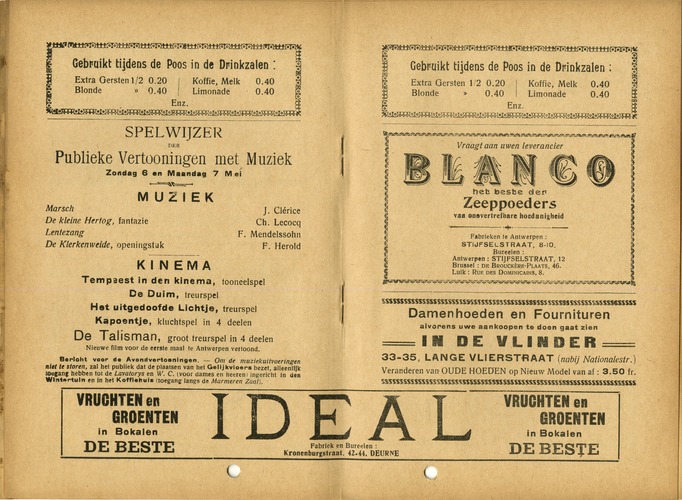 Gebruikt tijdens de Poos in de Drinkzalen :
Extra Gersten 1/2 0.20 Koffie, Melk 0.40
Blonde » 0.40 Limonade 0.40
Enz.
SPELWIJZER
DER
Publieke Vertooningen met Muziek
Zondag 6 en Maandag 7 Mei
MUZIEK
Marsch J. Clérice
De kleine Hertog, fantazie Ch. Lecocq
Lentezang F. Mendelssohn
De Klerkenweide, openingstuk F. Herold
KINEMA
Tempeest in den kinema, tooneelspel
De Duim, treurspel
Het uitgedoofde Lichtje, treurspel
Kapoentje, kluchtspel in 4 deelen
De Talisman, groot treurspel in 4 deelen
Nieuwe film voor de eerste maal te Antwerpen vertoond.
Bericht voor de Avondvertooningen. — Om de muziekuitvoeringen
niet te storen, zal het publiek dat de plaatsen van het Gelijkvloers bezet, alleenlijk
toegang hebben tot de Lavatorys en W. C. (voor dames en heeren) ingericht in den
Wintertuin en in het Koffiehuis (toegang langs de Marmeren Zaal).
Gebruikt tijdens de Poos in de Drinkzalen :
Extra Gersten 1/2 0.20 Koffie, Melk 0.40
Blonde » 0.40 Limonade 0.40
Enz.
Vraagt aan uwen leverancier
BLANCO
het beste der
Zeeppoeders
van onovertrefbare hoedanigheid
Fabrieken te Antwerpen :
STIJFSELSTRAAT, 8-10.
Bureelen :
Antwerpen : STIJFSELSTRAAT, 12
Brussel : DE BROUCKÈRE-PLAATS, 46.
Luik : RUE DES DOMINICAINS, 8.
Damenhoeden en Fournituren
alvorens uwe aankoopen te doen gaat zien
IN DE VLINDER
33-35, LANGE VLIERSTRAAT (nabij Nationalestr.)
Veranderen van OUDE HOEDEN op Nieuw Model van af : 3.50 fr.
VRUCHTEN en
GROENTEN
in Bokalen
DE BESTE
IDEAL
Fabriek en Bureelen :
Kronenburgstraat, 42-44, DEURNE
VRUCHTEN en
GROENTEN
in Bokalen
DE BESTE